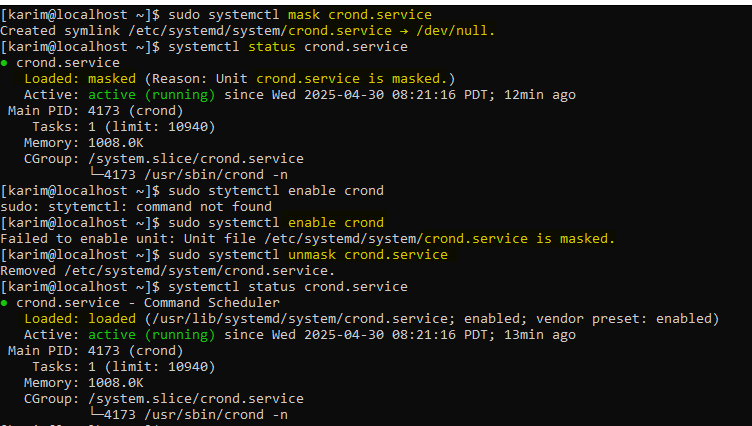 [karim@localhost ~]$ sudo systemctl mask crond.service
Created symlink /etc/systemd/system/crond.service → /dev/null.
[karim@localhost ~]$ systemctl status crond.service
● crond.service
   Loaded: masked (Reason: Unit crond.service is masked.)
   Active: active (running) since Wed 2025-04-30 08:21:16 PDT; 12min ago
 Main PID: 4173 (crond)
    Tasks: 1 (limit: 10940)
   Memory: 1008.0K
   CGroup: /system.slice/crond.service
           └─4173 /usr/sbin/crond -n
[karim@localhost ~]$ sudo stytemctl enable crond
sudo: stytemctl: command not found
[karim@localhost ~]$ sudo systemctl enable crond
Failed to enable unit: Unit file /etc/systemd/system/crond.service is masked.
[karim@localhost ~]$ sudo systemctl unmask crond.service
Removed /etc/systemd/system/crond.service.
[karim@localhost ~]$ systemctl status crond.service
● crond.service - Command Scheduler
   Loaded: loaded (/usr/lib/systemd/system/crond.service; enabled; vendor preset: enabled)
   Active: active (running) since Wed 2025-04-30 08:21:16 PDT; 13min ago
 Main PID: 4173 (crond)
    Tasks: 1 (limit: 10940)
   Memory: 1008.0K
   CGroup: /system.slice/crond.service
           └─4173 /usr/sbin/crond -n